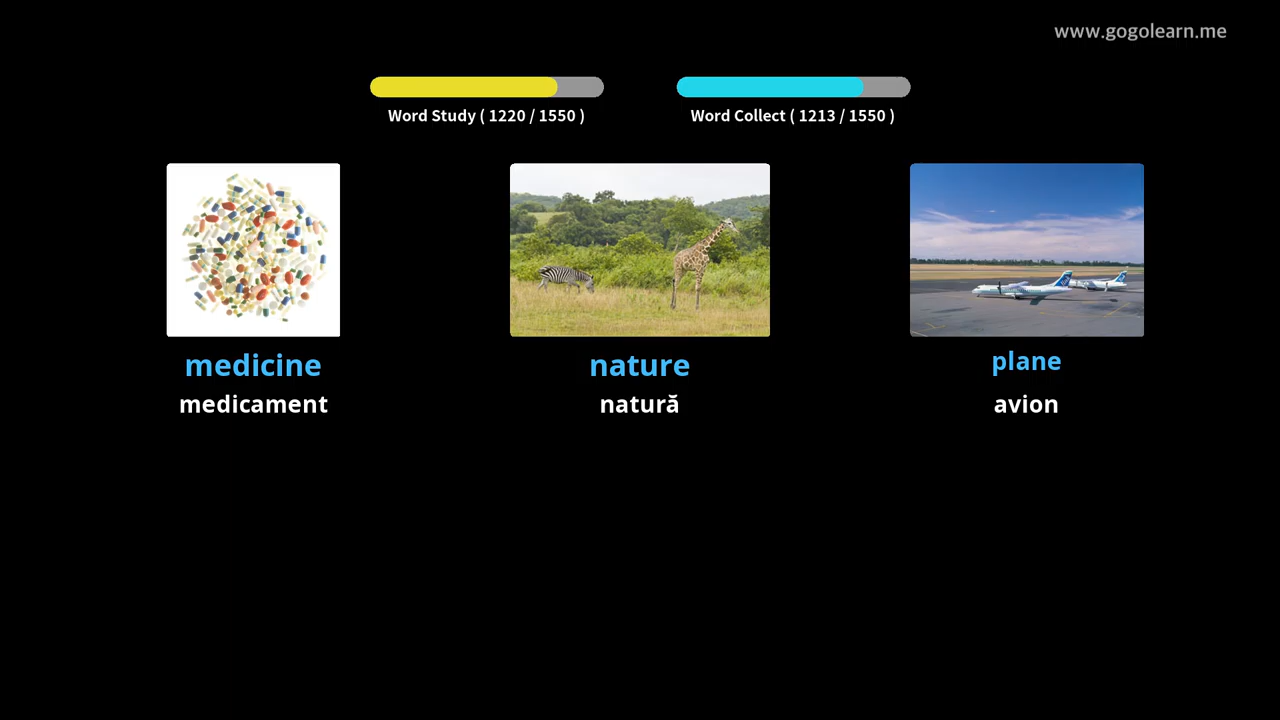 www.gogolearn.me
Word Study ( 1220 / 1550 )
Word Collect ( 1213 / 1550 )
medicine
medicament
nature
natură
plane
avion